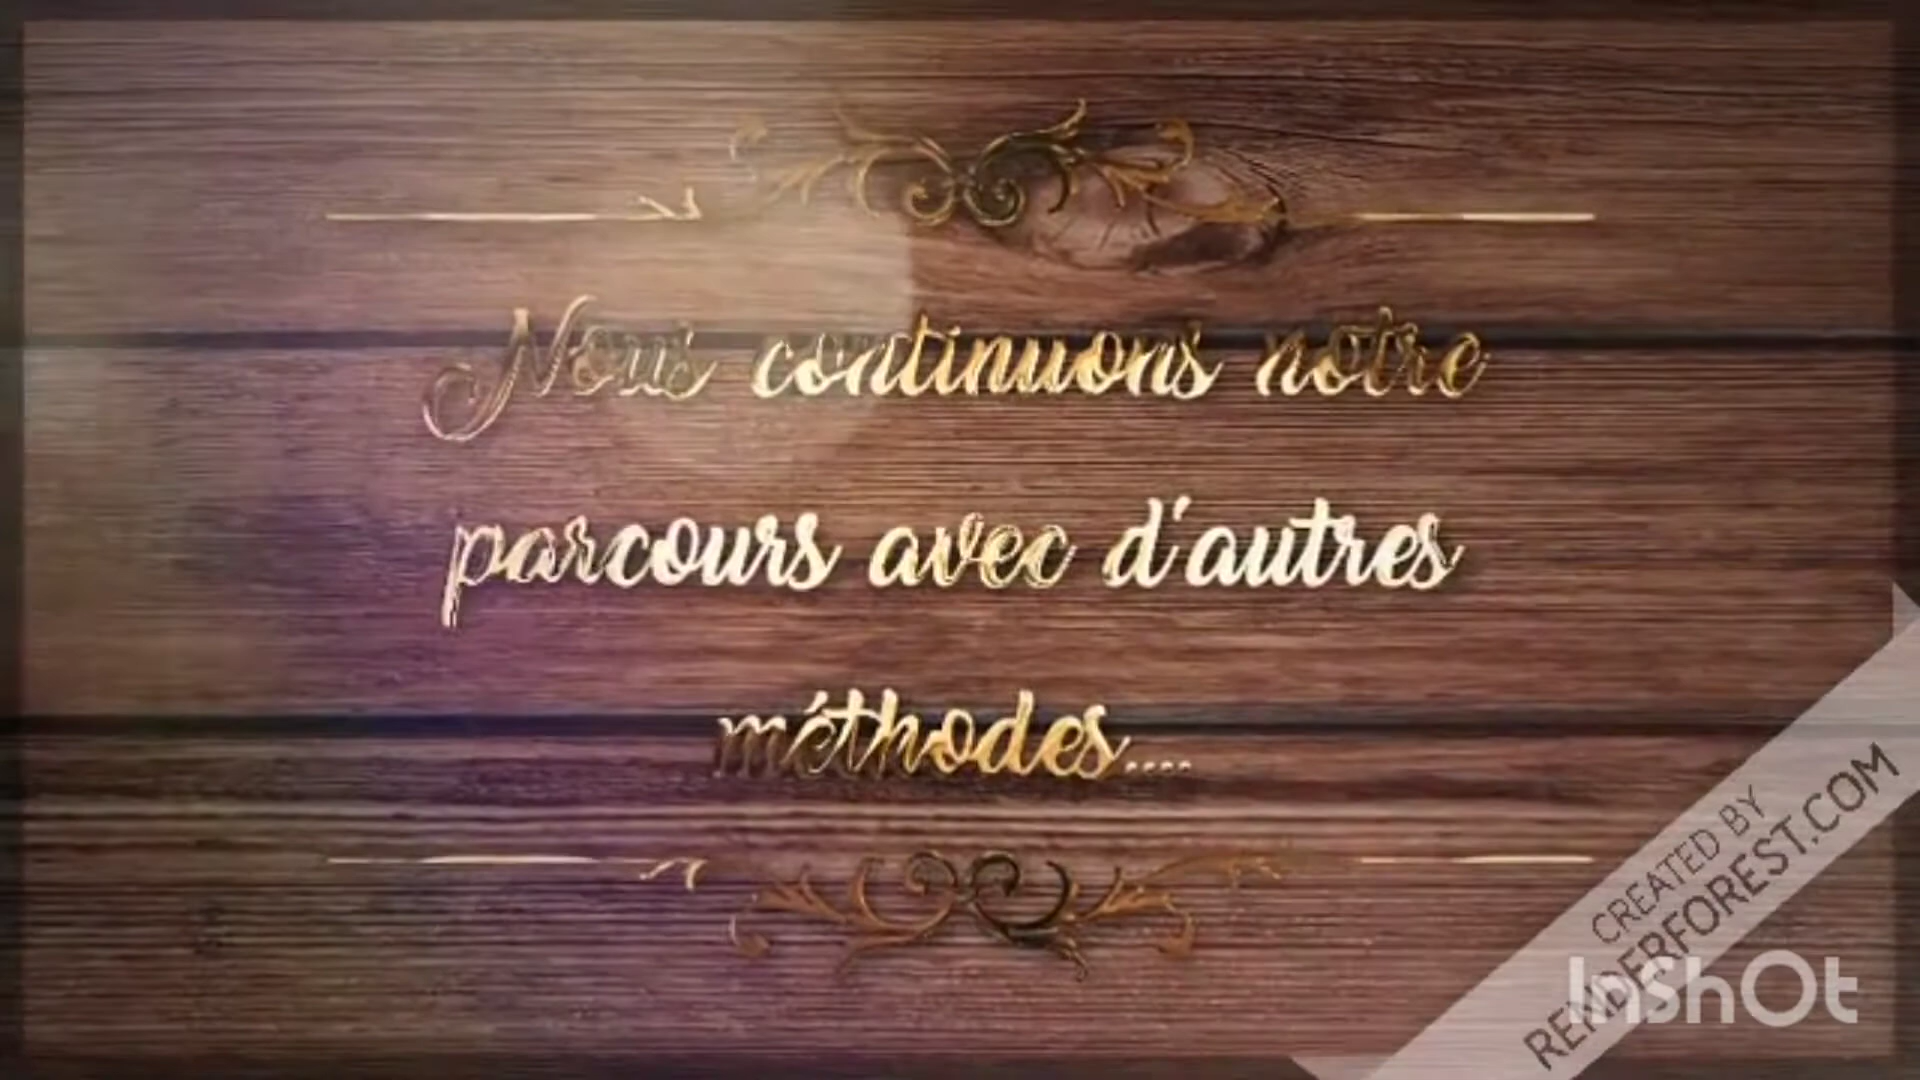 Nous continuons notre
parcours avec d'autres
méthodes....
CREATED BY
RENDERFOREST.COM
InShOt